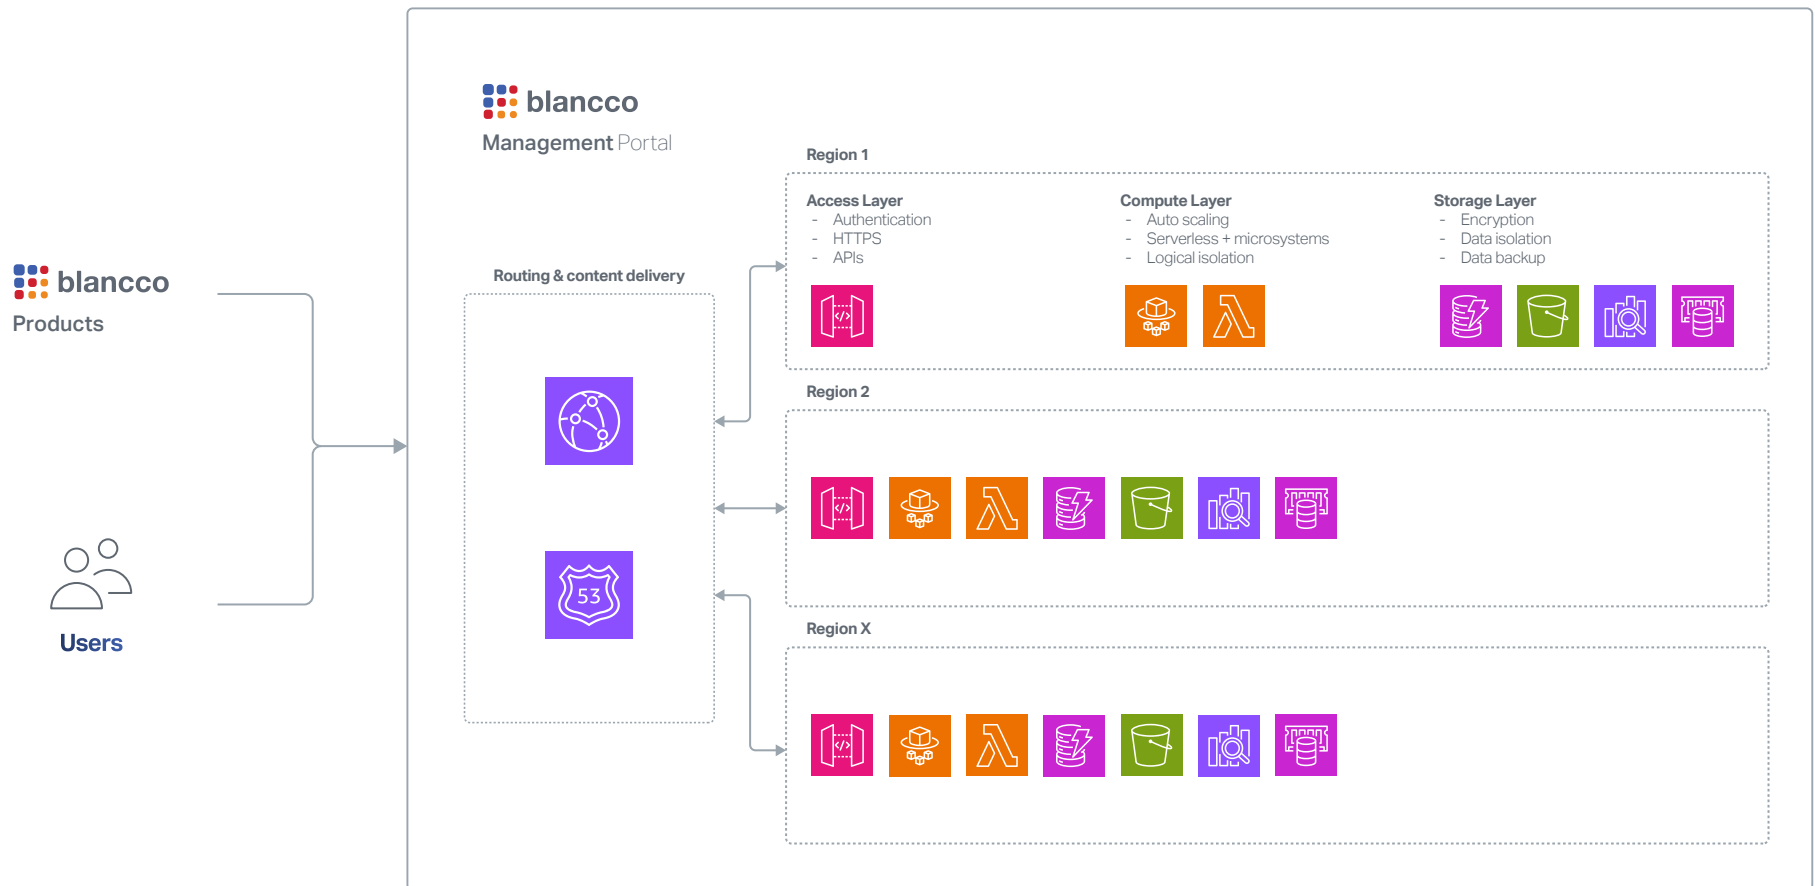 blancco
Products
Users
blancco
Management Portal
Routing & content delivery
53
Region 1
Access Layer
- Authentication
- HTTPS
- APIs
Compute Layer
- Auto scaling
- Serverless + microsystems
- Logical isolation
Storage Layer
- Encryption
- Data isolation
- Data backup
</>
Region 2
</>
Region X
</>